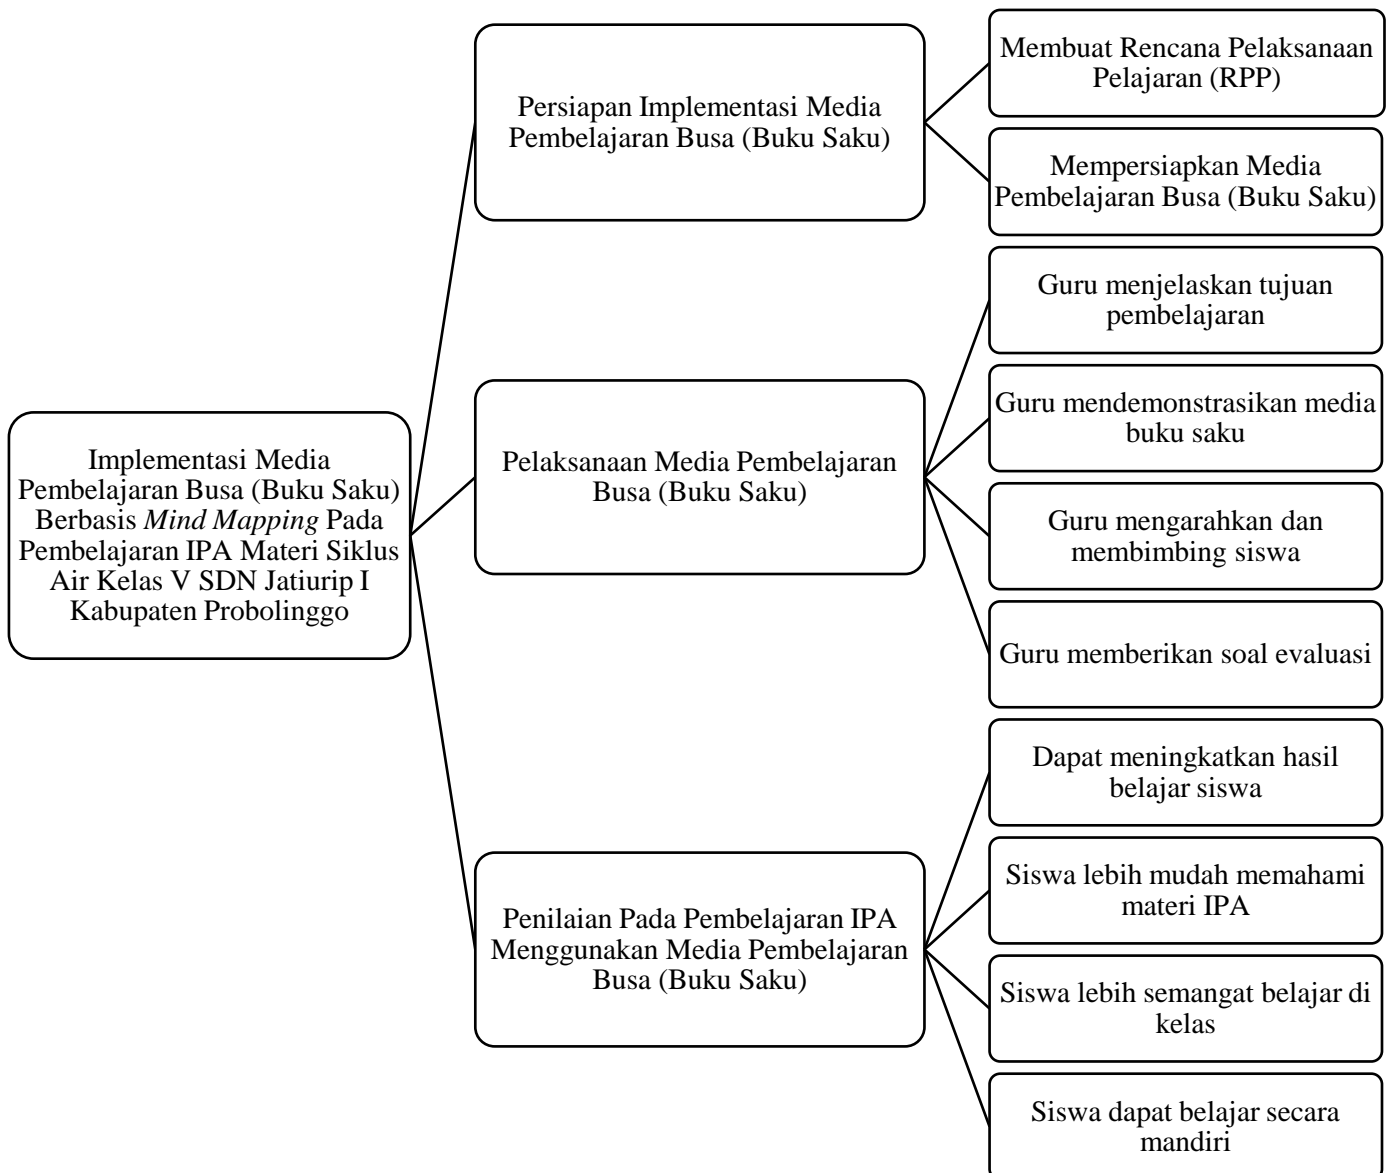 Implementasi Media
Pembelajaran Busa (Buku Saku)
Berbasis Mind Mapping Pada
Pembelajaran IPA Materi Siklus
Air Kelas V SDN Jatiurip I
Kabupaten Probolinggo
Persiapan Implementasi Media
Pembelajaran Busa (Buku Saku)
Membuat Rencana Pelaksanaan
Pelajaran (RPP)
Mempersiapkan Media
Pembelajaran Busa (Buku Saku)
Pelaksanaan Media Pembelajaran
Busa (Buku Saku)
Guru menjelaskan tujuan
pembelajaran
Guru mendemonstrasikan media
buku saku
Guru mengarahkan dan
membimbing siswa
Guru memberikan soal evaluasi
Penilaian Pada Pembelajaran IPA
Menggunakan Media Pembelajaran
Busa (Buku Saku)
Dapat meningkatkan hasil
belajar siswa
Siswa lebih mudah memahami
materi IPA
Siswa lebih semangat belajar di
kelas
Siswa dapat belajar secara
mandiri